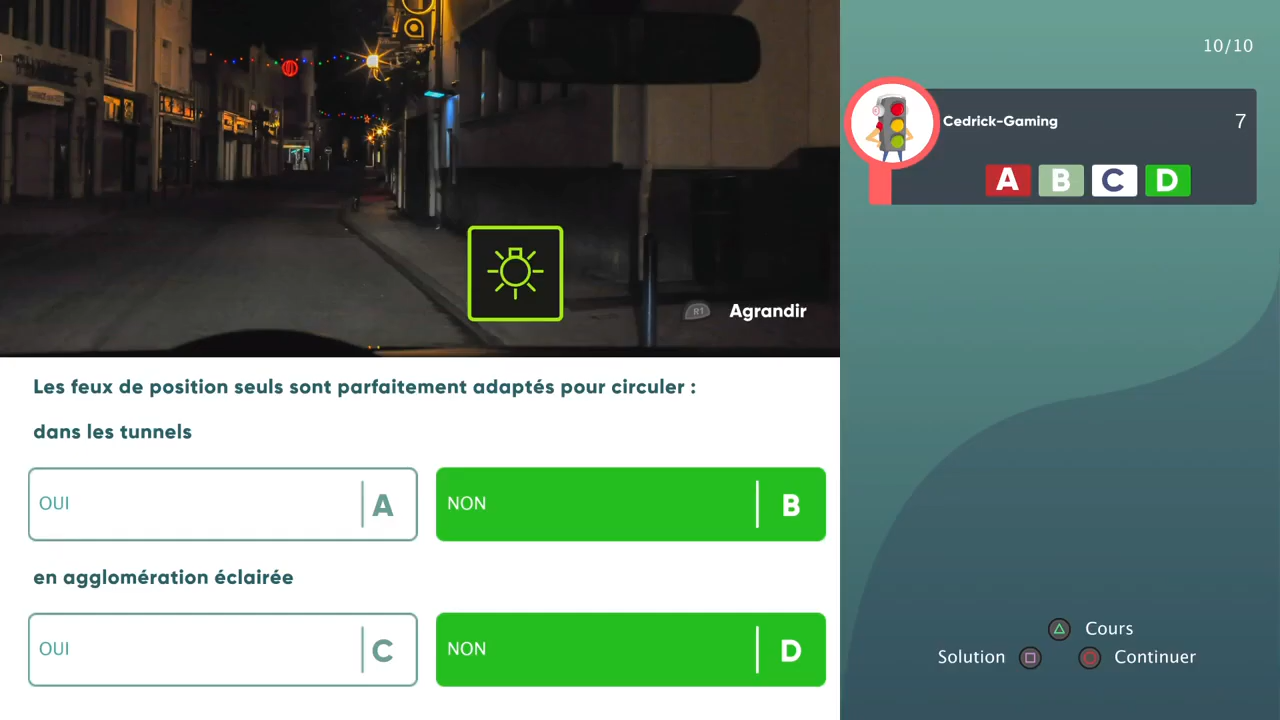 10/10
Cedrick-Gaming
7
A B C D
R1 Agrandir
Les feux de position seuls sont parfaitement adaptés pour circuler :
dans les tunnels
OUI A
NON B
en agglomération éclairée
OUI C
NON D
Cours
Solution
Continuer